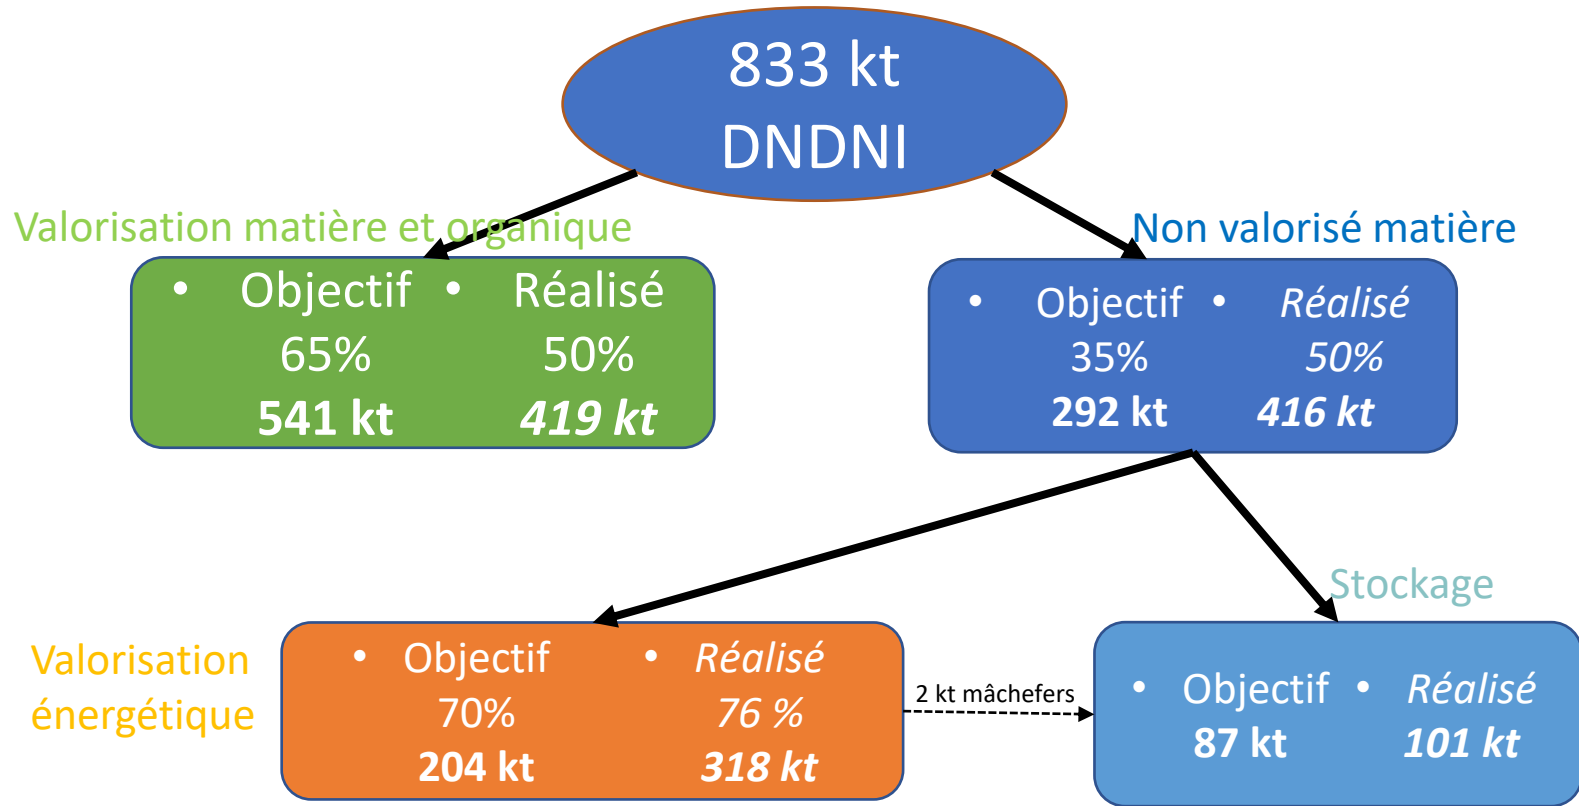 833 kt
DNDNI
Valorisation matière et organique
• Objectif • Réalisé
65% 50%
541 kt 419 kt
Non valorisé matière
• Objectif • Réalisé
35% 50%
292 kt 416 kt
Valorisation
énergétique
• Objectif • Réalisé
70% 76 %
204 kt 318 kt
2 kt mâchefers
Stockage
• Objectif • Réalisé
87 kt 101 kt